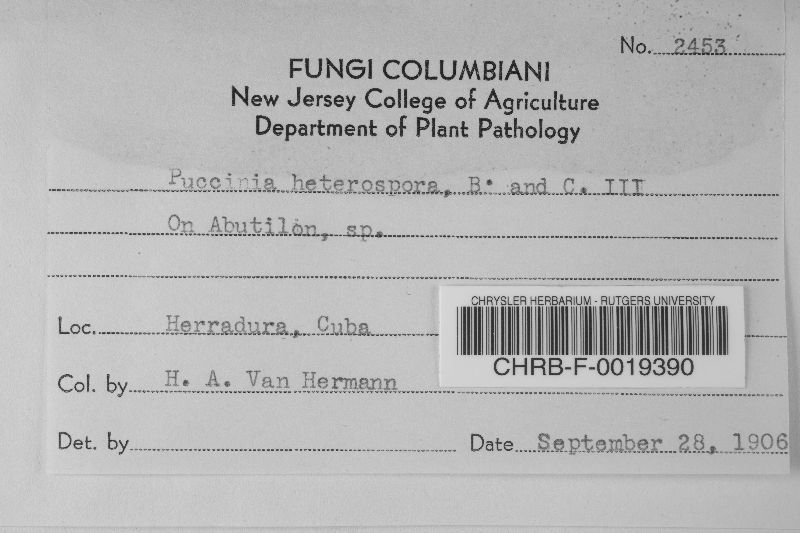 No. 2453
FUNGI COLUMBIANI
New Jersey College of Agriculture
Department of Plant Pathology
Puccinia heterospora, B. and C. III
On Abutilon, sp.
Loc. Herradura, Cuba
CHRYSLER HERBARIUM - RUTGERS UNIVERSITY
CHRB-F-0019390
Col. by H. A. Van Hermann
Det. by
Date September 28, 1906